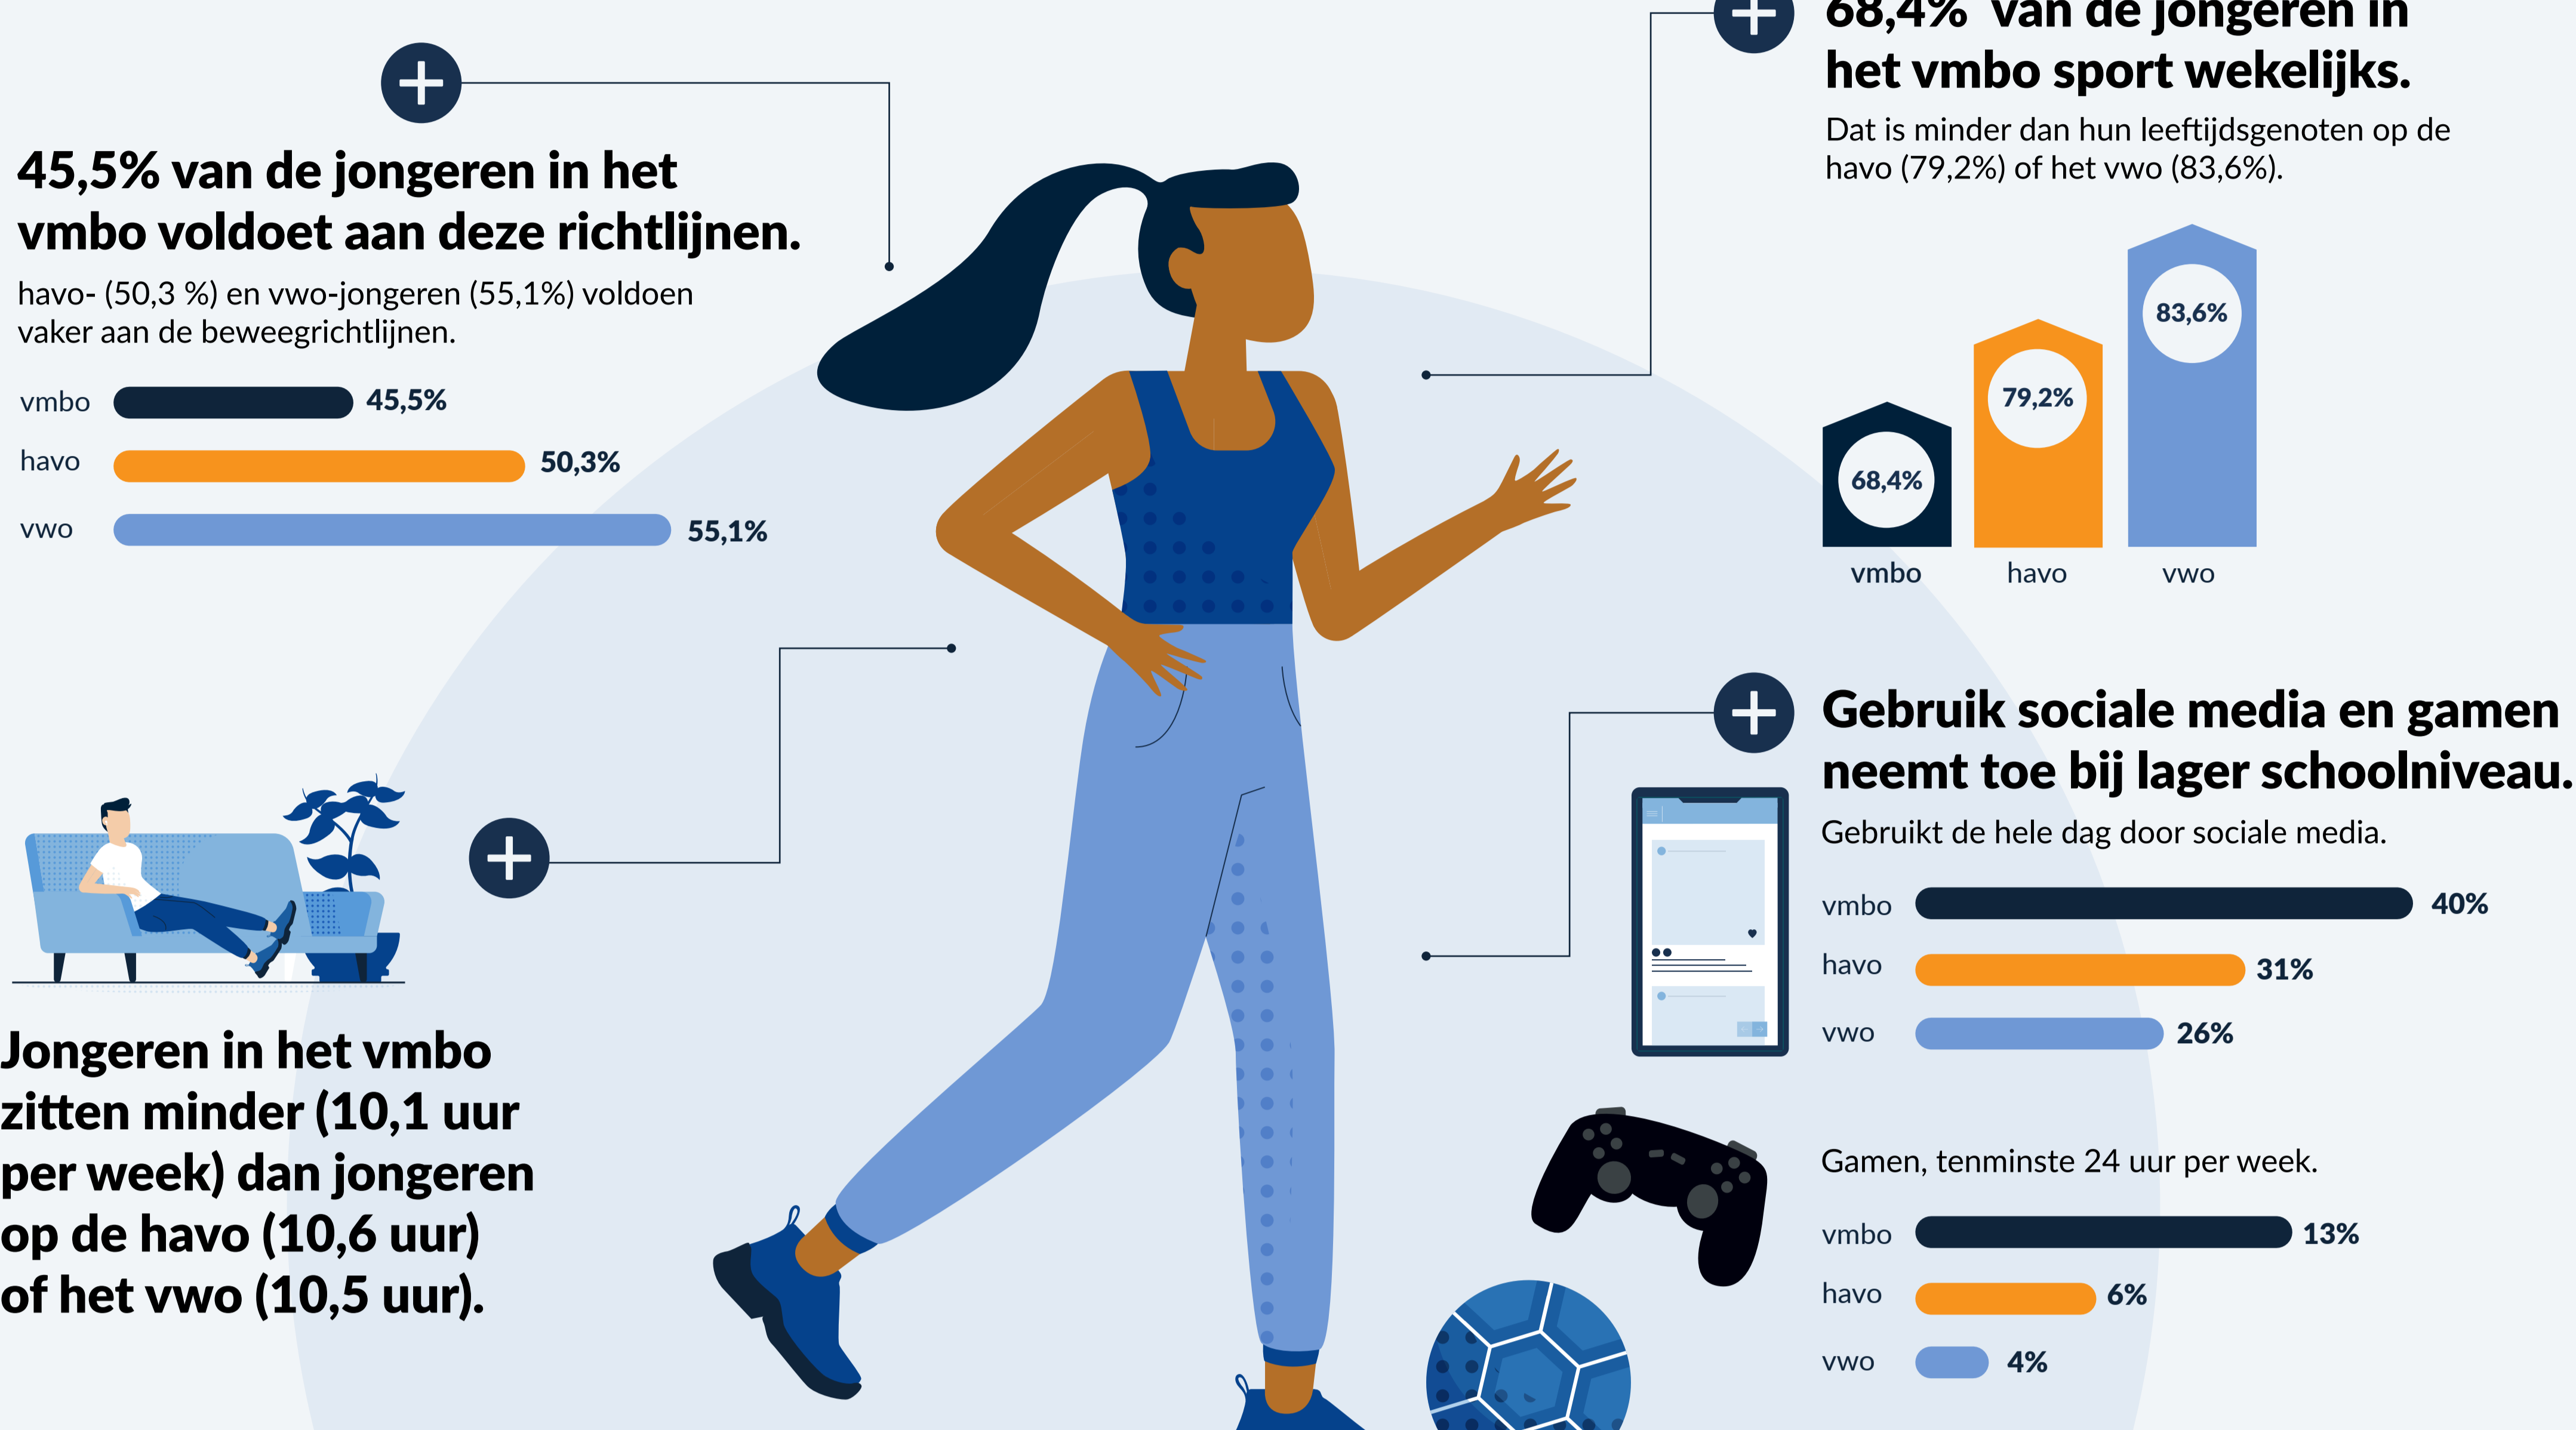 45,5% van de jongeren in het
vmbo voldoet aan deze richtlijnen.
havo- (50,3 %) en vwo-jongeren (55,1%) voldoen
vaker aan de beweegrichtlijnen.
vmbo 45,5%
havo 50,3%
vwo 55,1%
Jongeren in het vmbo
zitten minder (10,1 uur
per week) dan jongeren
op de havo (10,6 uur)
of het vwo (10,5 uur).
68,4% van de jongeren in
het vmbo sport wekelijks.
Dat is minder dan hun leeftijdsgenoten op de
havo (79,2%) of het vwo (83,6%).
68,4% 79,2% 83,6%
vmbo havo vwo
Gebruik sociale media en gamen
neemt toe bij lager schoolniveau.
Gebruikt de hele dag door sociale media.
vmbo 40%
havo 31%
vwo 26%
Gamen, tenminste 24 uur per week.
vmbo 13%
havo 6%
vwo 4%